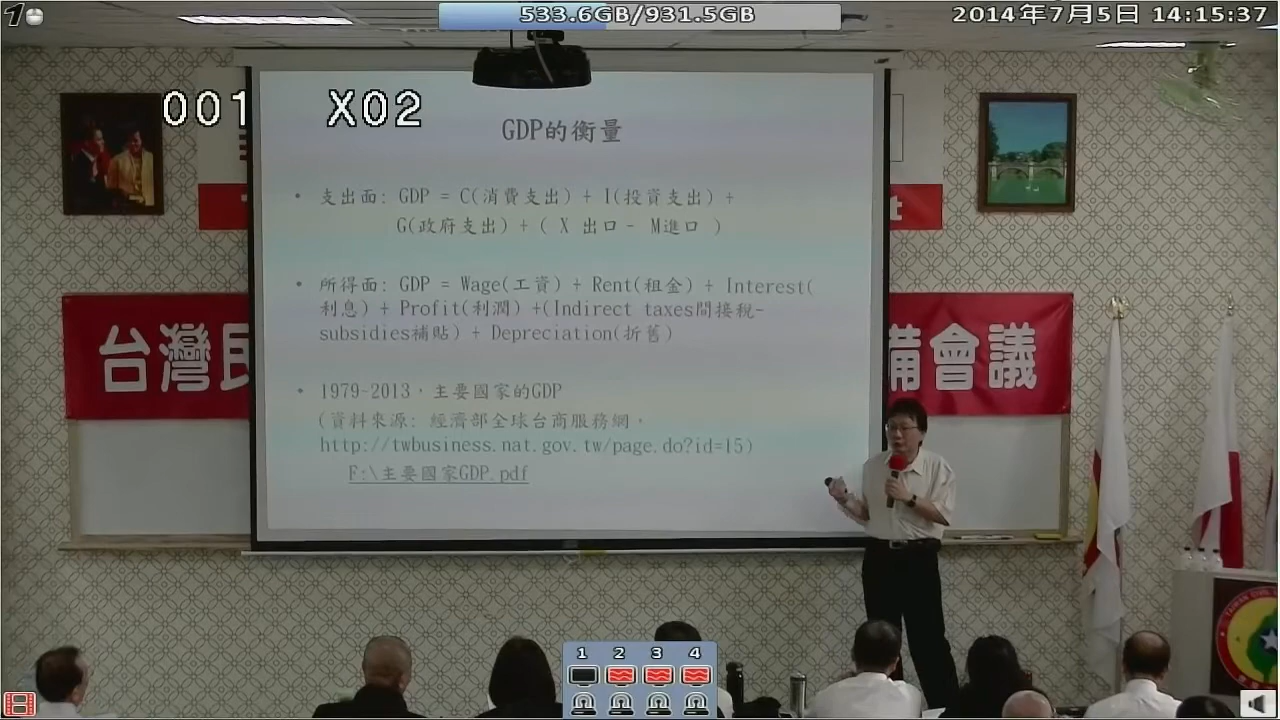 1
533.6GB/931.5GB
2014年7月5日 14:15:37
001 X02
GDP的衡量
• 支出面: GDP = C(消費支出) + I(投資支出) +
G(政府支出) + ( X 出口 - M進口 )
• 所得面: GDP = Wage(工資) + Rent(租金) + Interest(
利息) + Profit(利潤) +(Indirect taxes間接稅-
subsidies補貼) + Depreciation(折舊)
• 1979-2013，主要國家的GDP
(資料來源: 經濟部全球台商服務網，
http://twbusiness.nat.gov.tw/page.do?id=15)
F:\主要國家GDP.pdf
台灣民
備會議
1 2 3 4